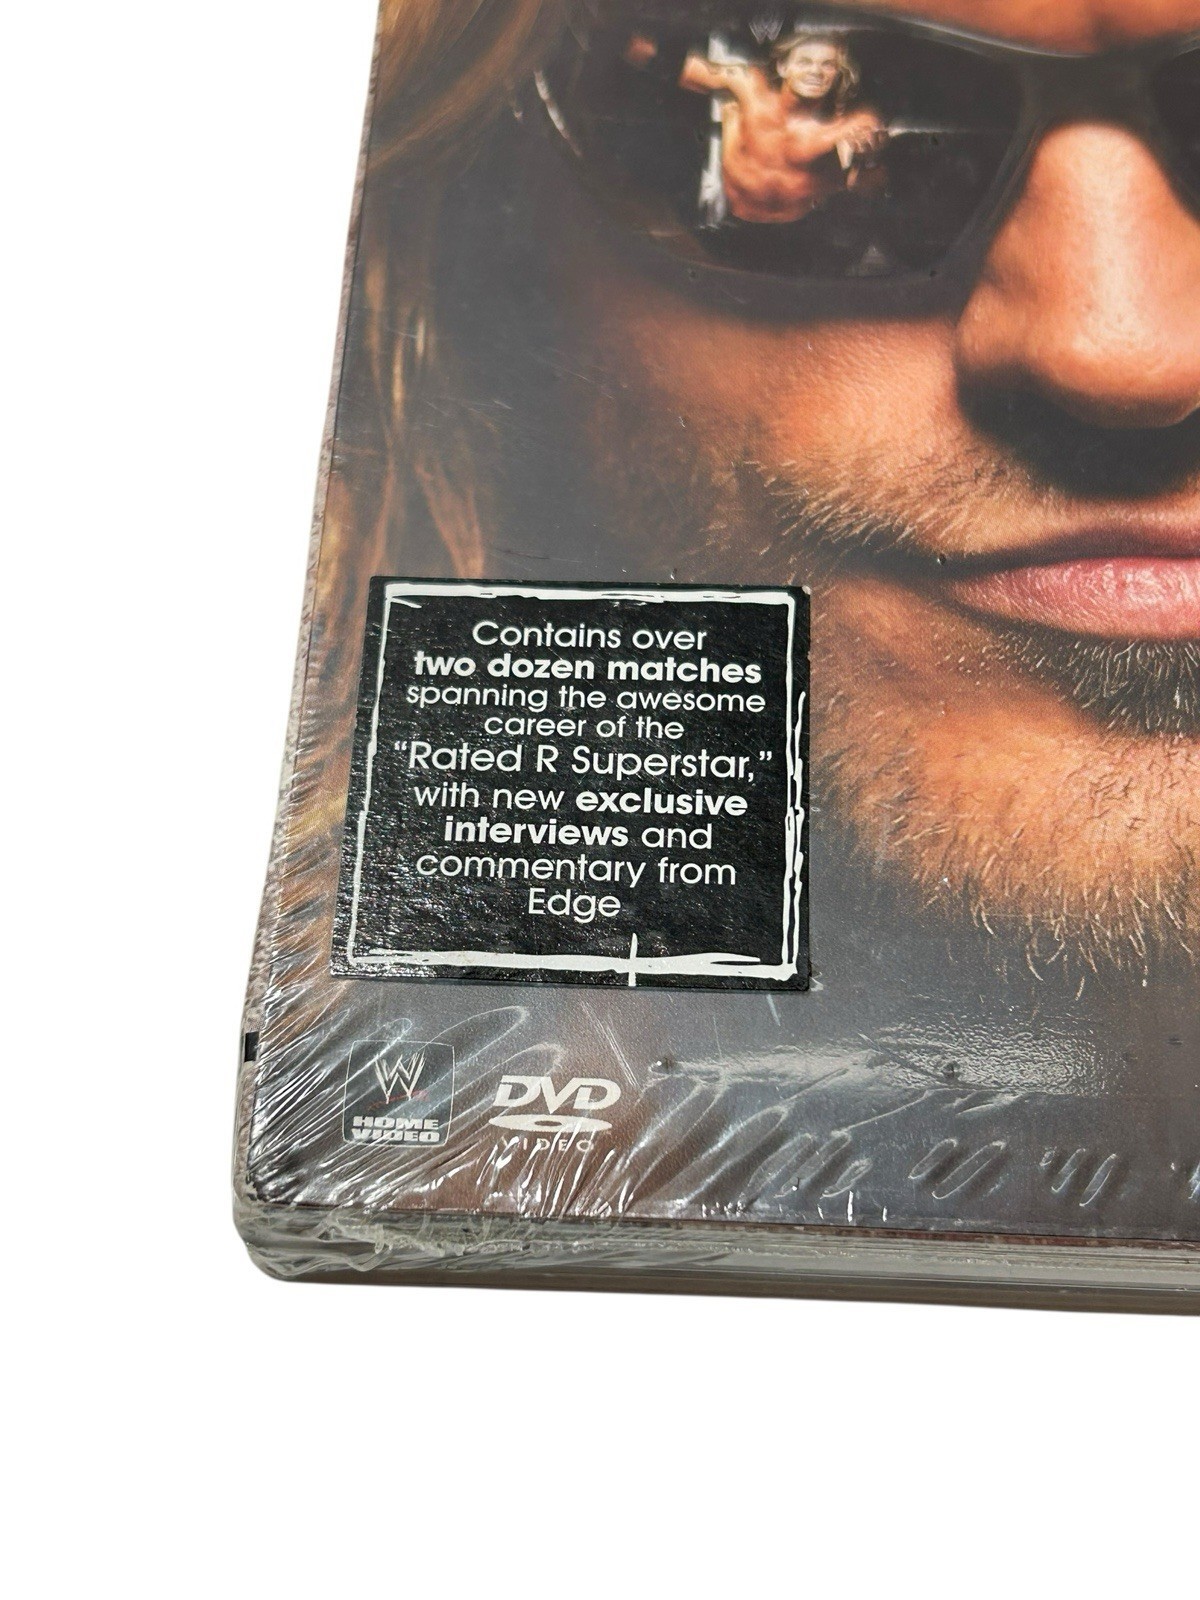 Contains over
two dozen matches
spanning the awesome
career of the
“Rated R Superstar,”
with new exclusive
interviews and
commentary from
Edge
W
HOME
VIDEO
DVD
VIDEO